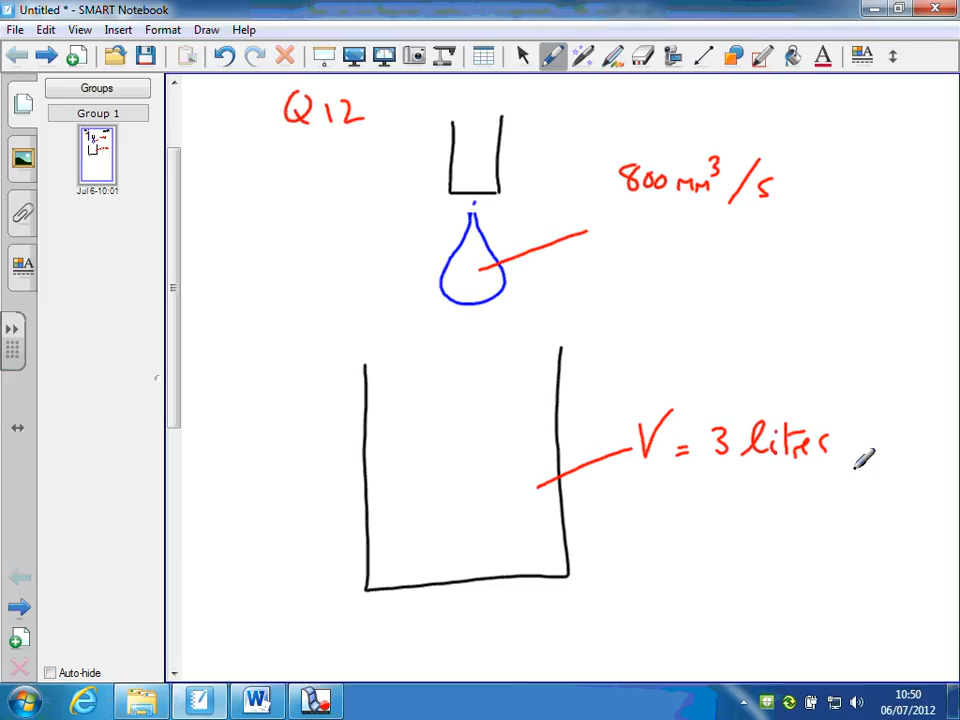 Untitled * - SMART Notebook
File Edit View Insert Format Draw Help
Groups
Group 1
Jul 6-10:01
Q12
800 mm³/s
V = 3 litres
Auto-hide
10:50
06/07/2012